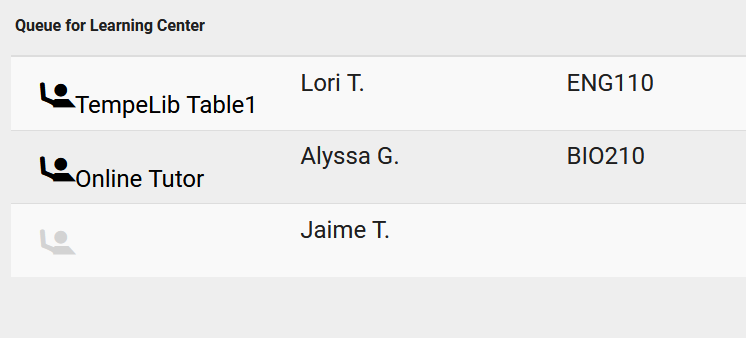 Queue for Learning Center
TempeLib Table1 Lori T. ENG110
Online Tutor Alyssa G. BIO210
Jaime T.